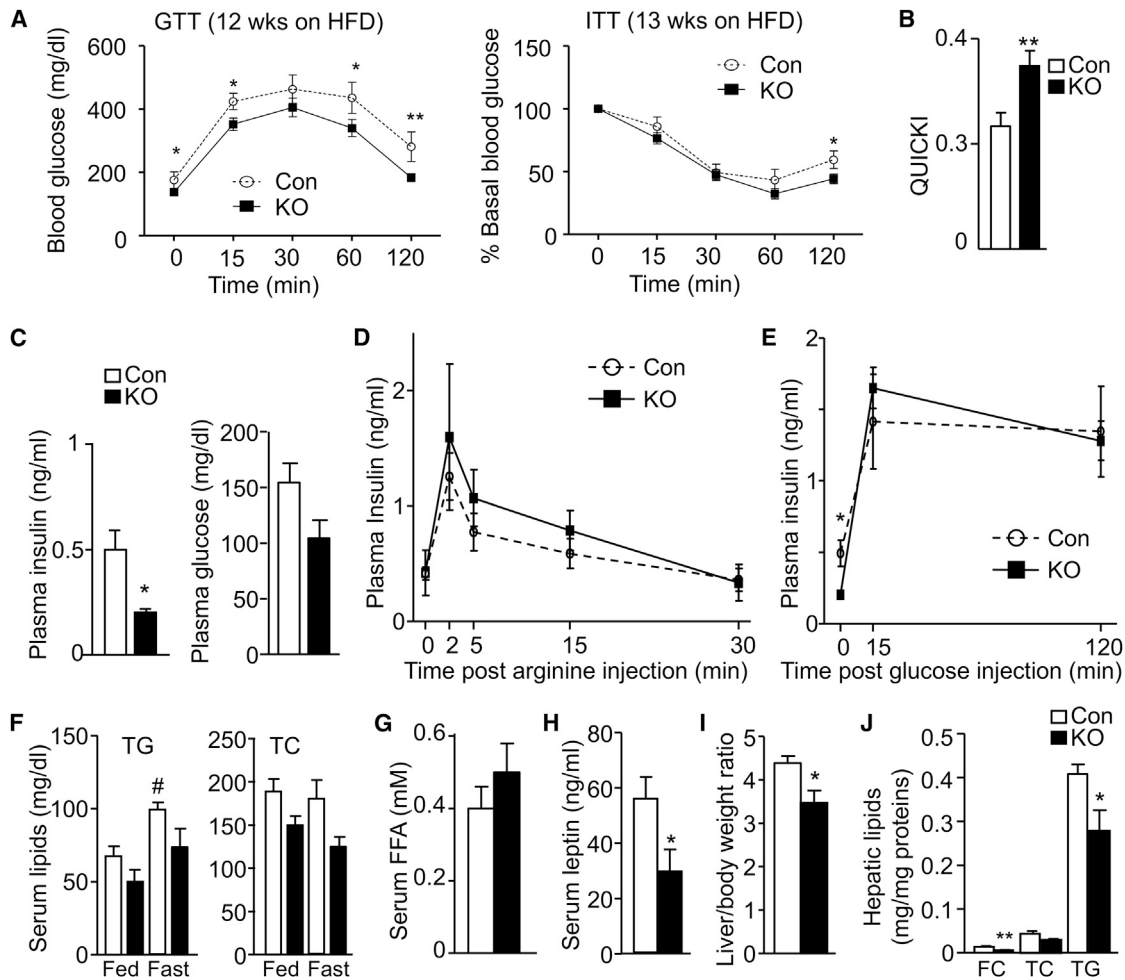 A
GTT (12 wks on HFD)
Blood glucose (mg/dl)
600
400
200
0
* * * **
Con
KO
0 15 30 60 120
Time (min)
ITT (13 wks on HFD)
% Basal blood glucose
150
100
50
0
Con
KO
*
0 15 30 60 120
Time (min)
B
QUICKI
0.4
0.3
0
**
Con
KO
C
Con
KO
Plasma insulin (ng/ml)
1
0.5
0
*
Plasma glucose (mg/dl)
200
150
100
50
0
D
Plasma Insulin (ng/ml)
2
1
0
Con
KO
0 2 5 15 30
Time post arginine injection (min)
E
Plasma insulin (ng/ml)
2
1
0
*
Con
KO
0 15 120
Time post glucose injection (min)
F
Serum lipids (mg/dl)
TG
150
100
50
0
#
Fed Fast
TC
250
200
150
100
50
0
Fed Fast
G
Serum FFA (mM)
0.6
0.4
0.2
0
H
Serum leptin (ng/ml)
80
60
40
20
0
*
I
Liver/body weight ratio
5
4
3
2
1
0
*
J
Con
KO
Hepatic lipids
(mg/mg proteins)
0.5
0.4
0.3
0.2
0.1
0
** *
FC TC TG